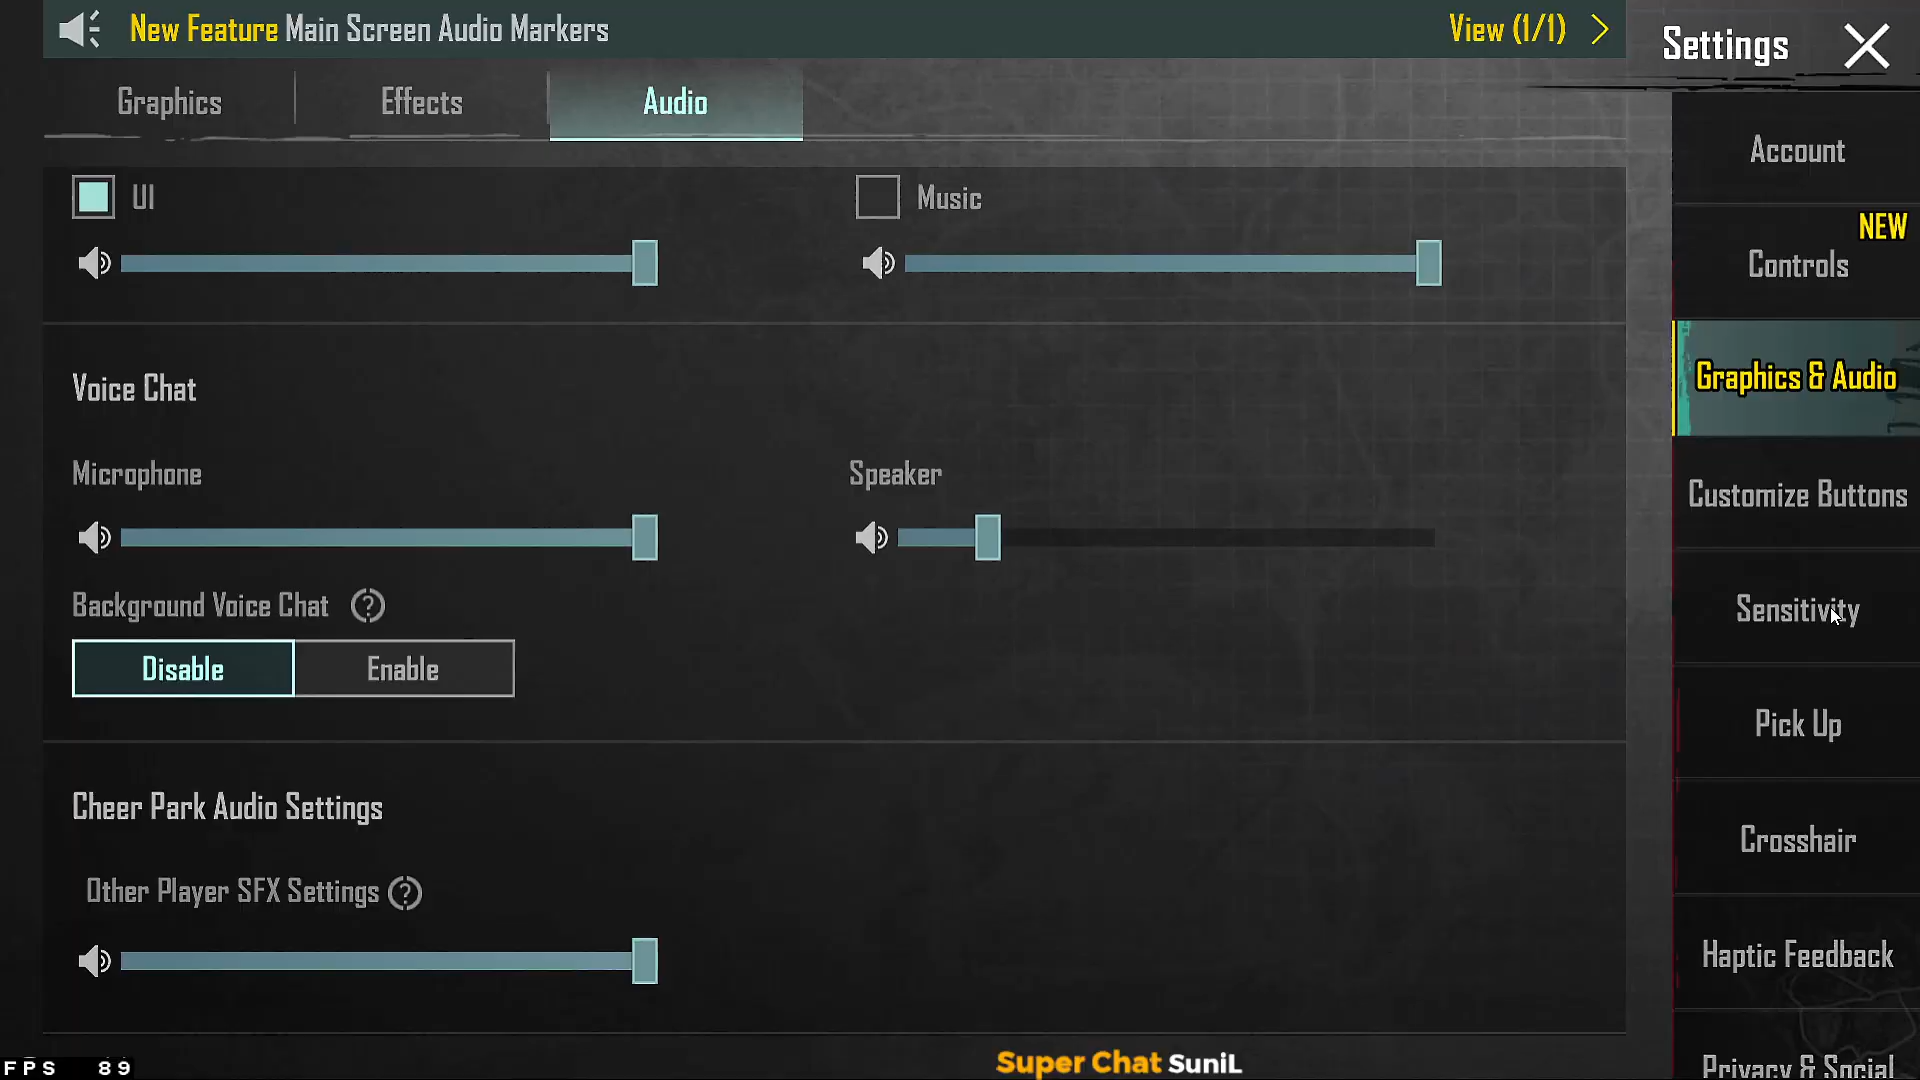 New Feature Main Screen Audio Markers
View (1/1)
Settings
Graphics
Effects
Audio
UI
Music
Voice Chat
Microphone
Speaker
Background Voice Chat ?
Disable
Enable
Cheer Park Audio Settings
Other Player SFX Settings ?
Account
NEW
Controls
Graphics & Audio
Customize Buttons
Sensitivity
Pick Up
Crosshair
Haptic Feedback
Privacy & Social
FPS 89
Super Chat SuniL